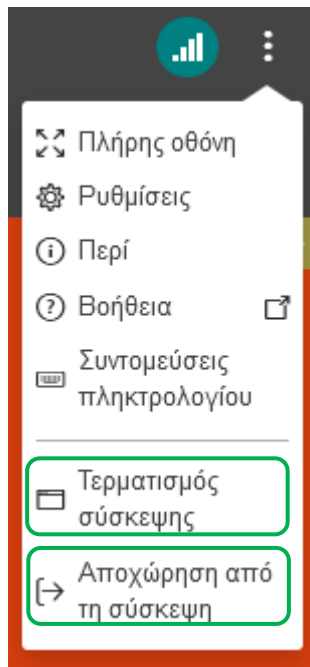 Πλήρης οθόνη
Ρυθμίσεις
Περί
Βοήθεια
Συντομεύσεις
πληκτρολογίου
Τερματισμός
σύσκεψης
Αποχώρηση από
τη σύσκεψη